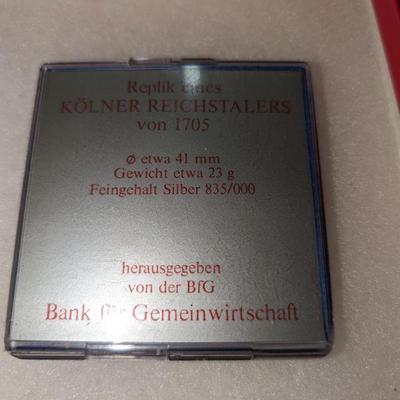 Replik eines
KÖLNER REICHSTALERS
von 1705
ø etwa 41 mm
Gewicht etwa 23 g
Feingehalt Silber 835/000
herausgegeben
von der BfG
Bank für Gemeinwirtschaft